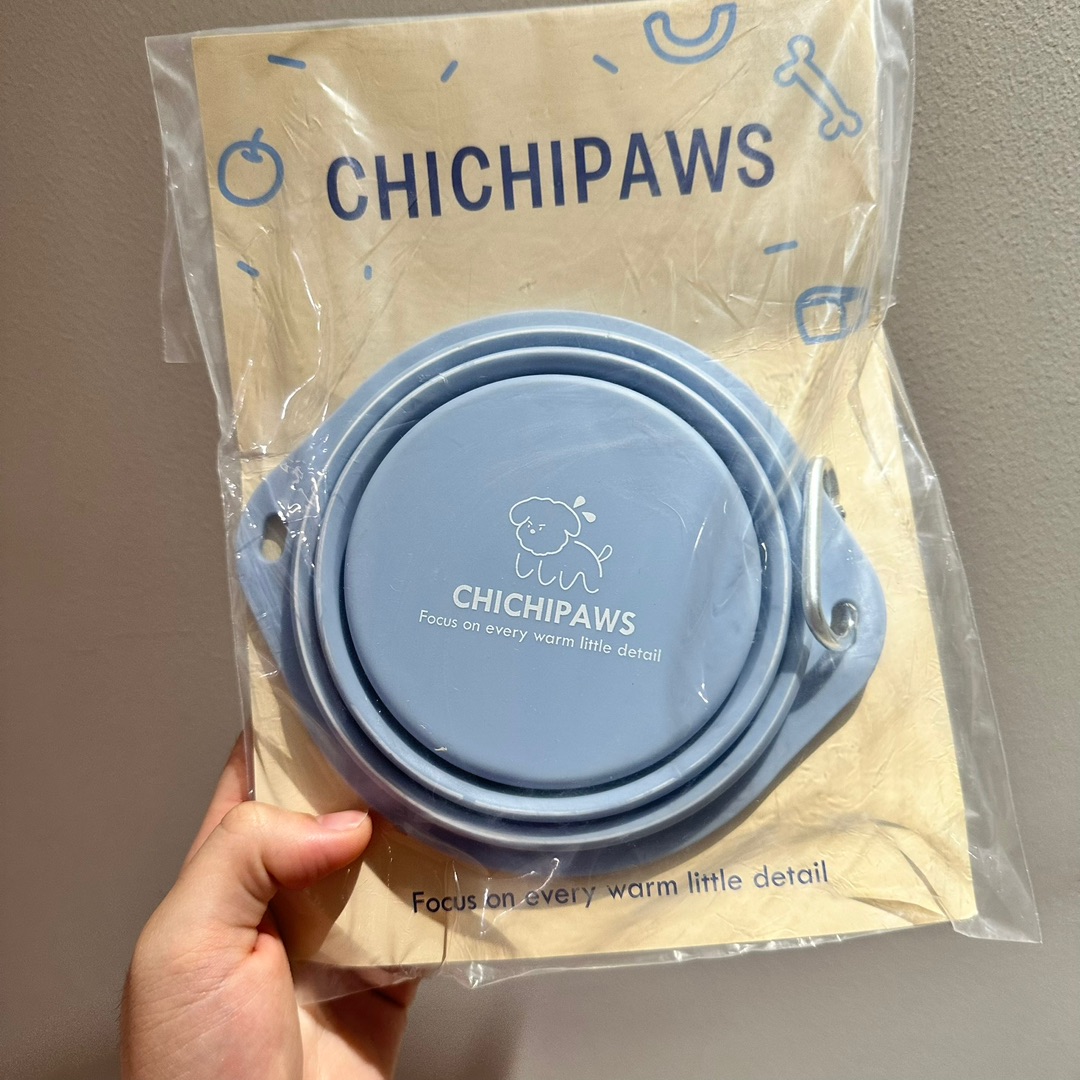 CHICHIPAWS
CHICHIPAWS
Focus on every warm little detail
Focus on every warm little detail